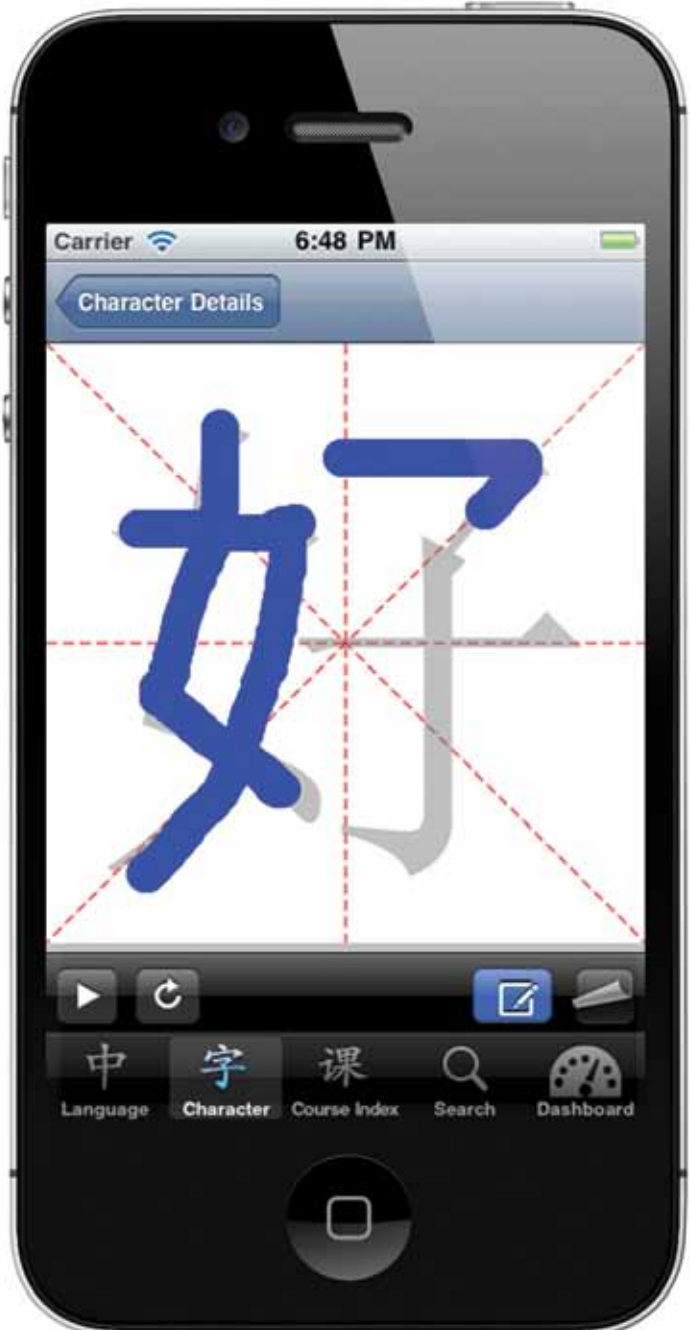 Carrier 6:48 PM
Character Details
好
中 字 课
Language Character Course Index Search Dashboard